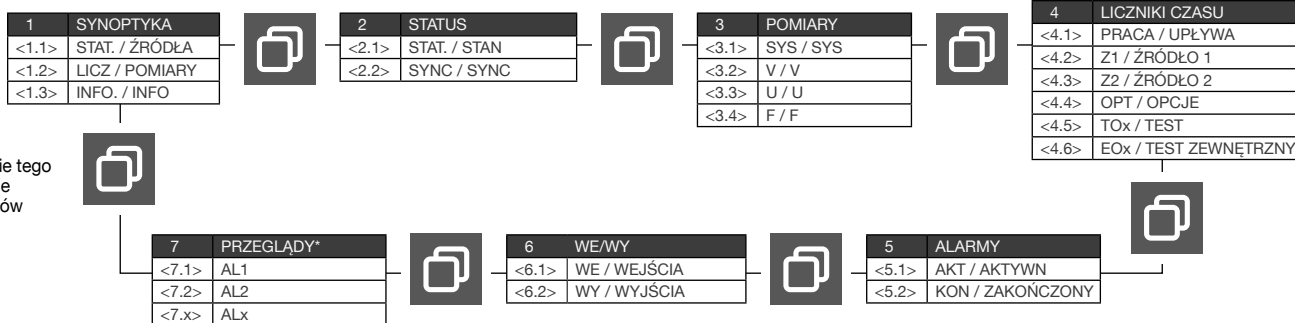 1 SYNOPTYKA
<1.1> STAT. / ŹRÓDŁA
<1.2> LICZ / POMIARY
<1.3> INFO. / INFO
2 STATUS
<2.1> STAT. / STAN
<2.2> SYNC / SYNC
3 POMIARY
<3.1> SYS / SYS
<3.2> V / V
<3.3> U / U
<3.4> F / F
4 LICZNIKI CZASU
<4.1> PRACA / UPŁYWA
<4.2> Z1 / ŹRÓDŁO 1
<4.3> Z2 / ŹRÓDŁO 2
<4.4> OPT / OPCJE
<4.5> TOx / TEST
<4.6> EOx / TEST ZEWNĘTRZNY
ie tego
e
ów
7 PRZEGLĄDY*
<7.1> AL1
<7.2> AL2
<7.x> ALx
6 WE/WY
<6.1> WE / WEJŚCIA
<6.2> WY / WYJŚCIA
5 ALARMY
<5.1> AKT / AKTYWN
<5.2> KON / ZAKOŃCZONY